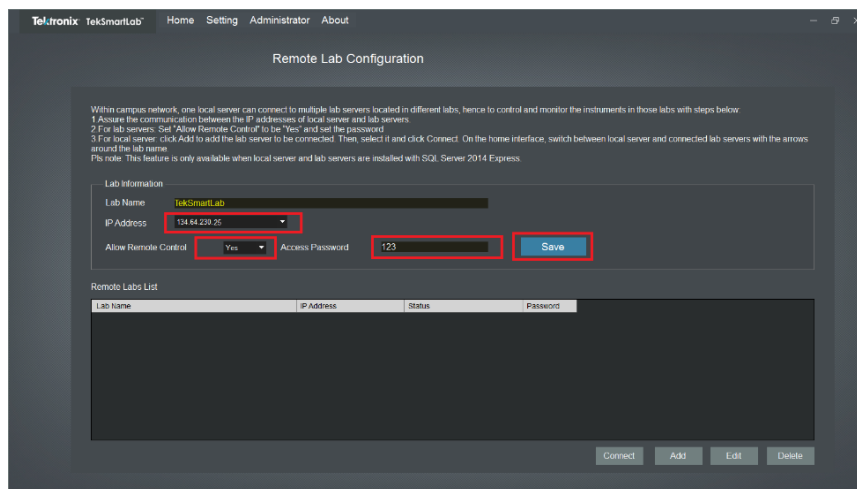 Tektronix TekSmartLab™ Home Setting Administrator About
Remote Lab Configuration
Within campus network, one local server can connect to multiple lab servers located in different labs, hence to control and monitor the instruments in those labs with steps below:
1.Assure the communication between the IP addresses of local server and lab servers.
2.For lab servers: Set "Allow Remote Control" to be "Yes" and set the password
3.For local server: click Add to add the lab server to be connected. Then, select it and click Connect. On the home interface, switch between local server and connected lab servers with the arrows
around the lab name.
Pls note: This feature is only available when local server and lab servers are installed with SQL Server 2014 Express.
Lab Information
Lab Name TekSmartLab
IP Address 134.64.230.25
Allow Remote Control Yes Access Password 123 Save
Remote Labs List
Lab Name IP Address Status Password
Connect Add Edit Delete